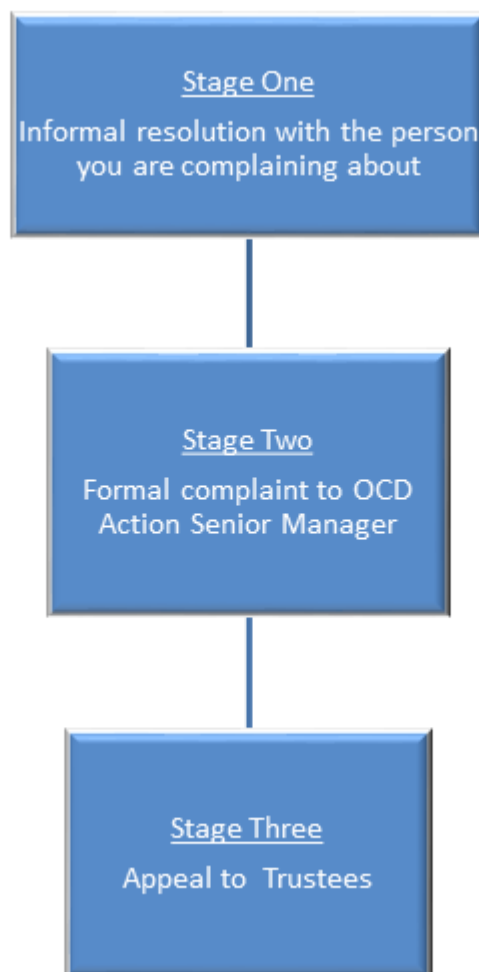 Stage One
Informal resolution with the person
you are complaining about
Stage Two
Formal complaint to OCD
Action Senior Manager
Stage Three
Appeal to  Trustees